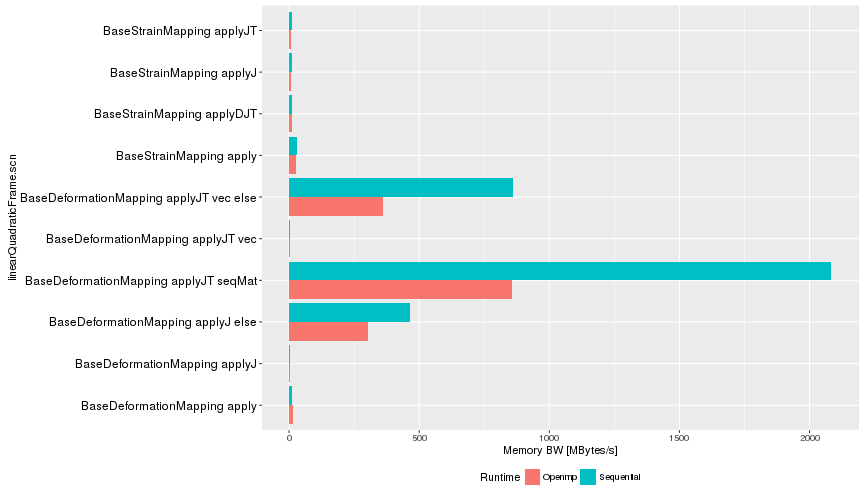 linearQuadraticFrame.scn
BaseStrainMapping applyJT
BaseStrainMapping applyJ
BaseStrainMapping applyDJT
BaseStrainMapping apply
BaseDeformationMapping applyJT vec else
BaseDeformationMapping applyJT vec
BaseDeformationMapping applyJT seqMat
BaseDeformationMapping applyJ else
BaseDeformationMapping applyJ
BaseDeformationMapping apply
0 500 1000 1500 2000
Memory BW [MBytes/s]
Runtime Openmp Sequential